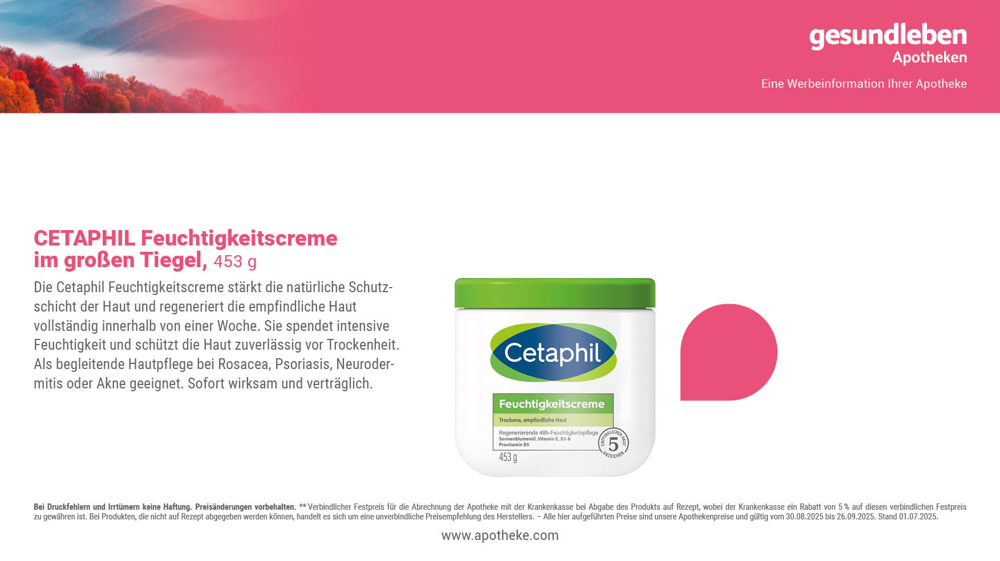 gesundleben
Apotheken
Eine Werbeinformation Ihrer Apotheke
CETAPHIL Feuchtigkeitscreme
im großen Tiegel, 453 g
Die Cetaphil Feuchtigkeitscreme stärkt die natürliche Schutz-
schicht der Haut und regeneriert die empfindliche Haut
vollständig innerhalb von einer Woche. Sie spendet intensive
Feuchtigkeit und schützt die Haut zuverlässig vor Trockenheit.
Als begleitende Hautpflege bei Rosacea, Psoriasis, Neuroder-
mitis oder Akne geeignet. Sofort wirksam und verträglich.
Cetaphil
Feuchtigkeitscreme
Trockene, empfindliche Haut
Regenerierende 48h-Feuchtigkeitspflege
Sonnenblumenöl, Vitamin E, B3 &
Provitamin B5
453 g
EMPFINDLICHER HAUT
5
ANZEICHEN
Bei Druckfehlern und Irrtümern keine Haftung. Preisänderungen vorbehalten. ** Verbindlicher Festpreis für die Abrechnung der Apotheke mit der Krankenkasse bei Abgabe des Produkts auf Rezept, wobei der Krankenkasse ein Rabatt von 5 % auf diesen verbindlichen Festpreis
zu gewähren ist. Bei Produkten, die nicht auf Rezept abgegeben werden können, handelt es sich um eine unverbindliche Preisempfehlung des Herstellers. – Alle hier aufgeführten Preise sind unsere Apothekenpreise und gültig vom 30.08.2025 bis 26.09.2025. Stand 01.07.2025.
www.apotheke.com